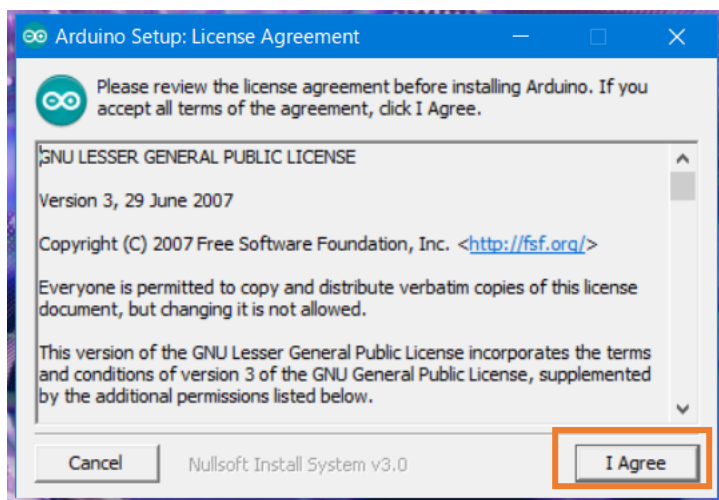 Arduino Setup: License Agreement
Please review the license agreement before installing Arduino. If you
accept all terms of the agreement, click I Agree.
GNU LESSER GENERAL PUBLIC LICENSE
Version 3, 29 June 2007
Copyright (C) 2007 Free Software Foundation, Inc. <http://fsf.org/>
Everyone is permitted to copy and distribute verbatim copies of this license
document, but changing it is not allowed.
This version of the GNU Lesser General Public License incorporates the terms
and conditions of version 3 of the GNU General Public License, supplemented
by the additional permissions listed below.
Cancel
Nullsoft Install System v3.0
I Agree